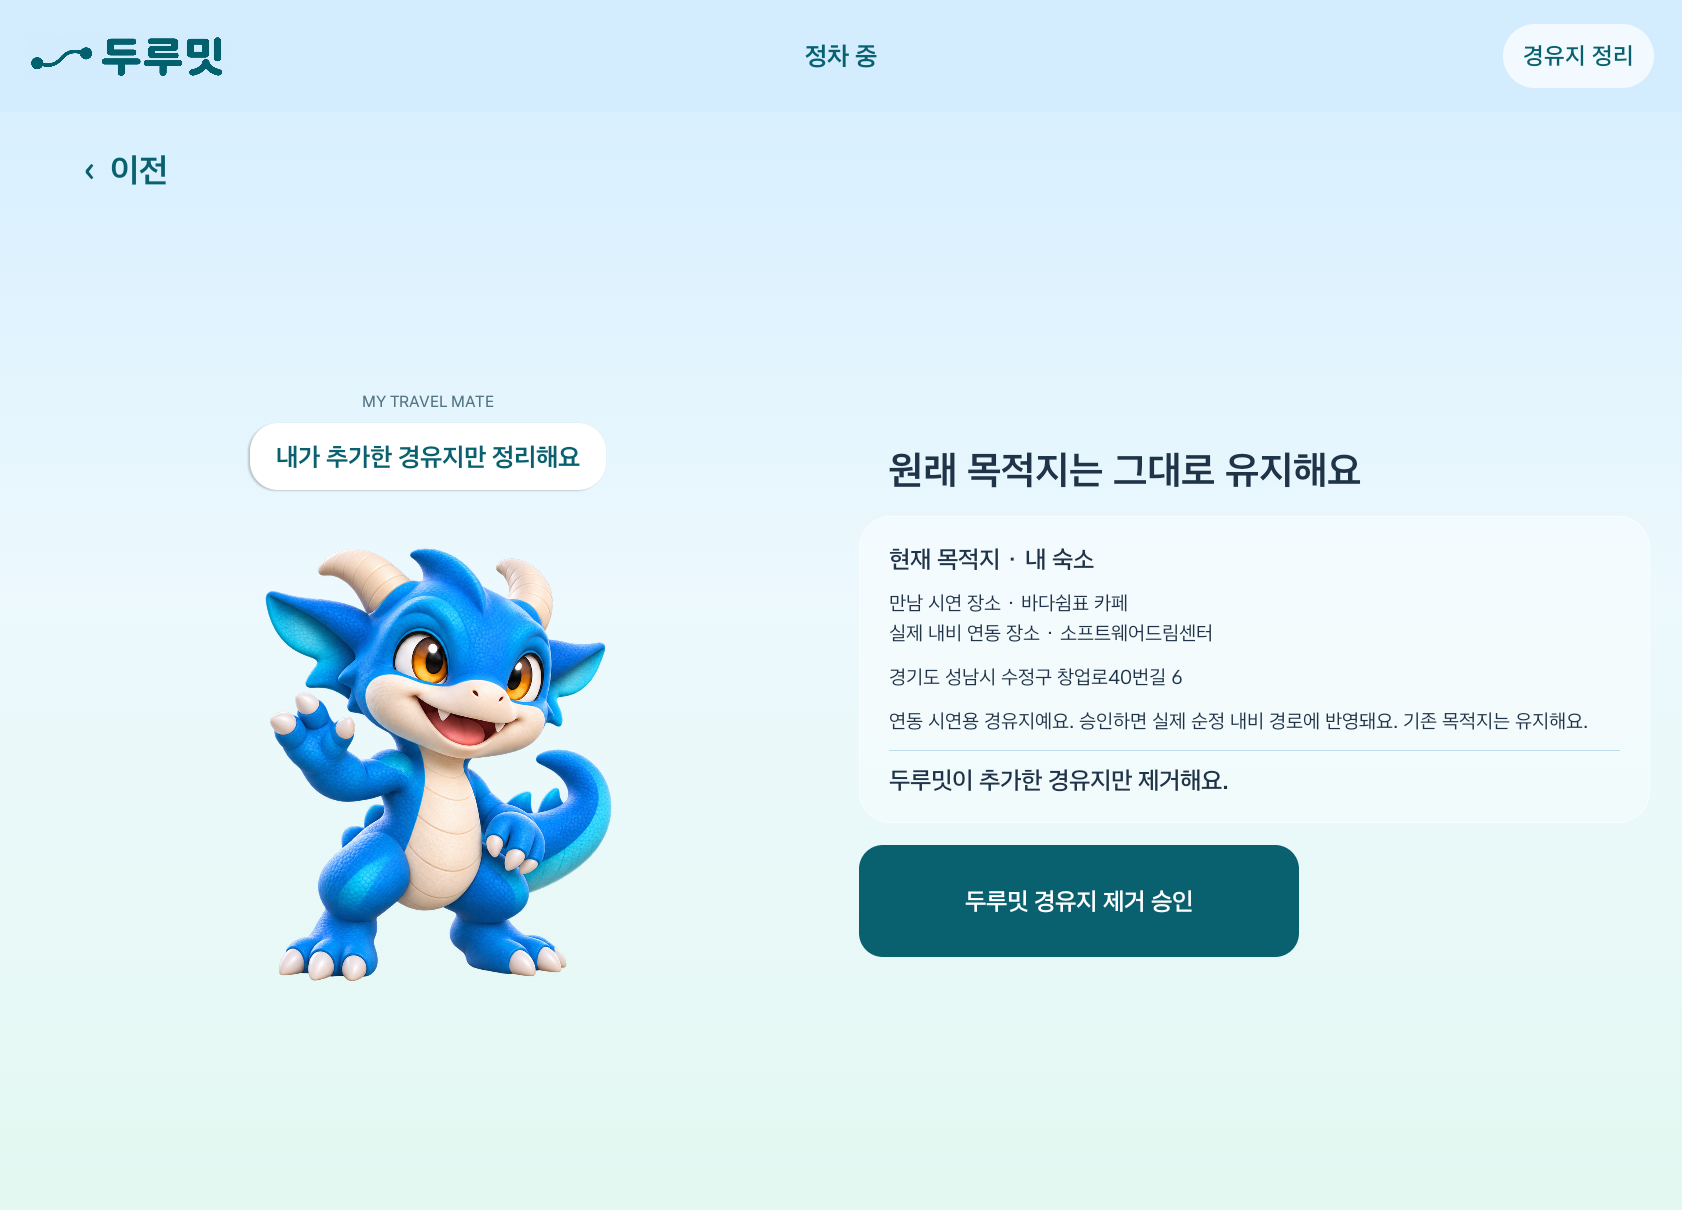 두루밋
정차 중
경유지 정리
‹ 이전
MY TRAVEL MATE
내가 추가한 경유지만 정리해요
원래 목적지는 그대로 유지해요
현재 목적지 · 내 숙소
만남 시연 장소 · 바다쉼표 카페
실제 내비 연동 장소 · 소프트웨어드림센터
경기도 성남시 수정구 창업로40번길 6
연동 시연용 경유지예요. 승인하면 실제 순정 내비 경로에 반영돼요. 기존 목적지는 유지해요.
두루밋이 추가한 경유지만 제거해요.
두루밋 경유지 제거 승인